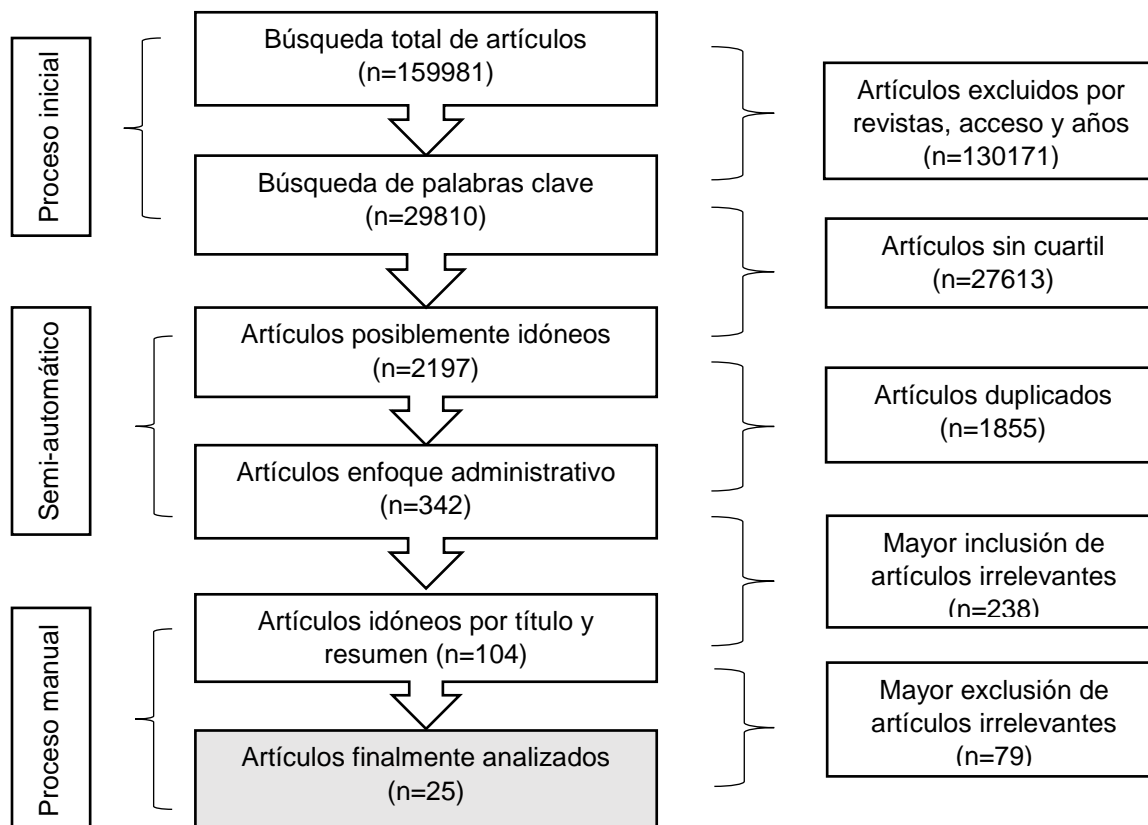 Proceso inicial
Búsqueda total de artículos
(n=159981)
Artículos excluidos por
revistas, acceso y años
(n=130171)
Búsqueda de palabras clave
(n=29810)
Artículos sin cuartil
(n=27613)
Semi-automático
Artículos posiblemente idóneos
(n=2197)
Artículos duplicados
(n=1855)
Artículos enfoque administrativo
(n=342)
Mayor inclusión de
artículos irrelevantes
(n=238)
Proceso manual
Artículos idóneos por título y
resumen (n=104)
Mayor exclusión de
artículos irrelevantes
(n=79)
Artículos finalmente analizados
(n=25)